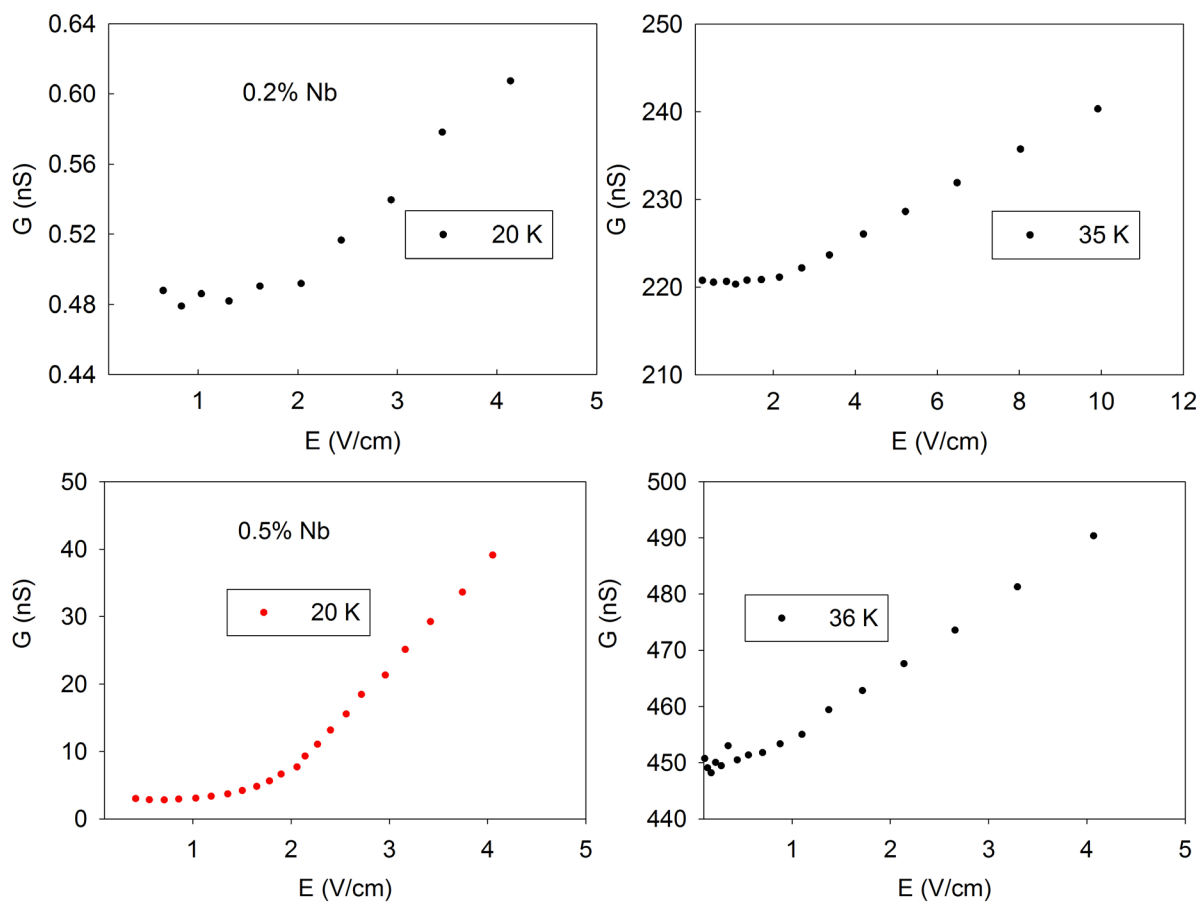 0.64
0.60
0.56
0.52
0.48
0.44
G (nS)
0.2% Nb
20 K
1 2 3 4 5
E (V/cm)
250
240
230
220
210
G (nS)
35 K
2 4 6 8 10 12
E (V/cm)
50
40
30
20
10
0
G (nS)
0.5% Nb
20 K
1 2 3 4 5
E (V/cm)
500
490
480
470
460
450
440
G (nS)
36 K
1 2 3 4 5
E (V/cm)